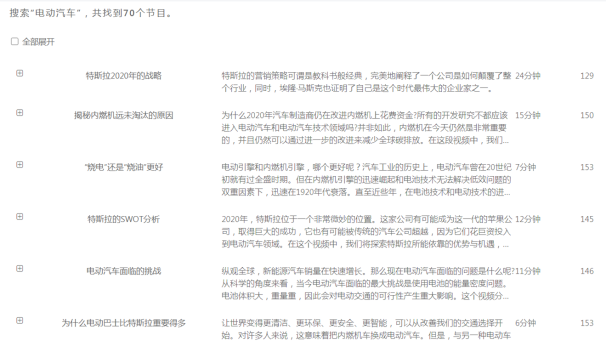 搜索“电动汽车”，共找到70个节目。
全部展开
特斯拉2020年的战略 特斯拉的营销策略可谓是教科书般经典，完美地阐释了一个公司是如何颠覆了整 24分钟 129
个行业，同时，埃隆·马斯克也证明了自己是这个时代最伟大的企业家之一。
揭秘内燃机远未淘汰的原因 为什么2020年汽车制造商仍在改进内燃机上花费资金?所有的开发研究不都应该 15分钟 150
进入电动汽车和电动汽车技术领域吗?并非如此，内燃机在今天仍然是非常重要
的，并且仍然可以通过进一步的改进来减少全球碳排放。在这段视频中，我们...
“烧电”还是“烧油”更好 电动引擎和内燃机引擎，哪个更好呢？汽车工业的历史上，电动汽车曾在20世纪 7分钟 153
初就有过全盛时期。但在内燃机引擎的迅速崛起和电池技术无法解决低效问题的
双重因素下，迅速在1920年代衰落。直至近些年，在电池技术和电动技术的进...
特斯拉的SWOT分析 2020年，特斯拉位于一个非常微妙的位置。这家公司有可能成为这一代的苹果公 12分钟 145
司，取得巨大的成功，它也有可能被传统的汽车公司超越，因为它们花巨资投入
到电动汽车领域。在这个视频中，我们将探索特斯拉所能依靠的优势与机遇，...
电动汽车面临的挑战 纵观全球，新能源汽车销量在快速增长。那么现在电动汽车面临的问题是什么呢? 11分钟 146
从科学的角度来看，当今电动汽车面临的最大挑战是使用电池的能量密度问题。
电池体积大，重量重，因此会对电动交通的可行性产生重大影响。这个视频分...
为什么电动巴士比特斯拉重要得多 让世界变得更清洁、更环保、更安全、更智能，可以从改善我们的交通选择开 6分钟 153
始。对许多人来说，这意味着把内燃机车换成电动汽车。但是，与另一种电动车